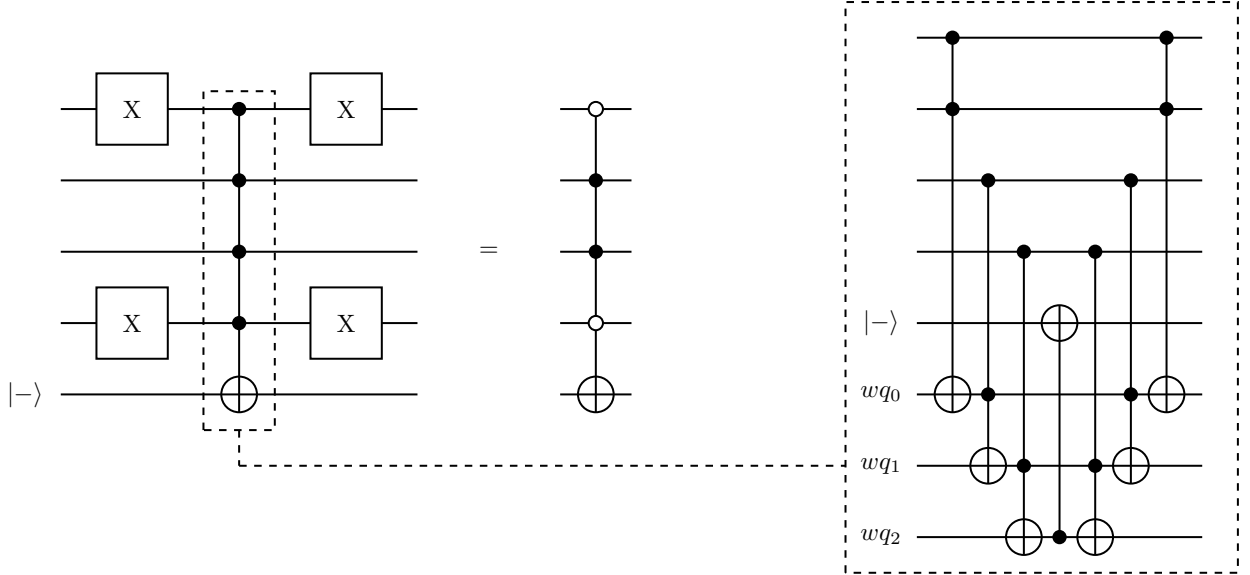 X X
=
X X
|−⟩
|−⟩
wq₀
wq₁
wq₂